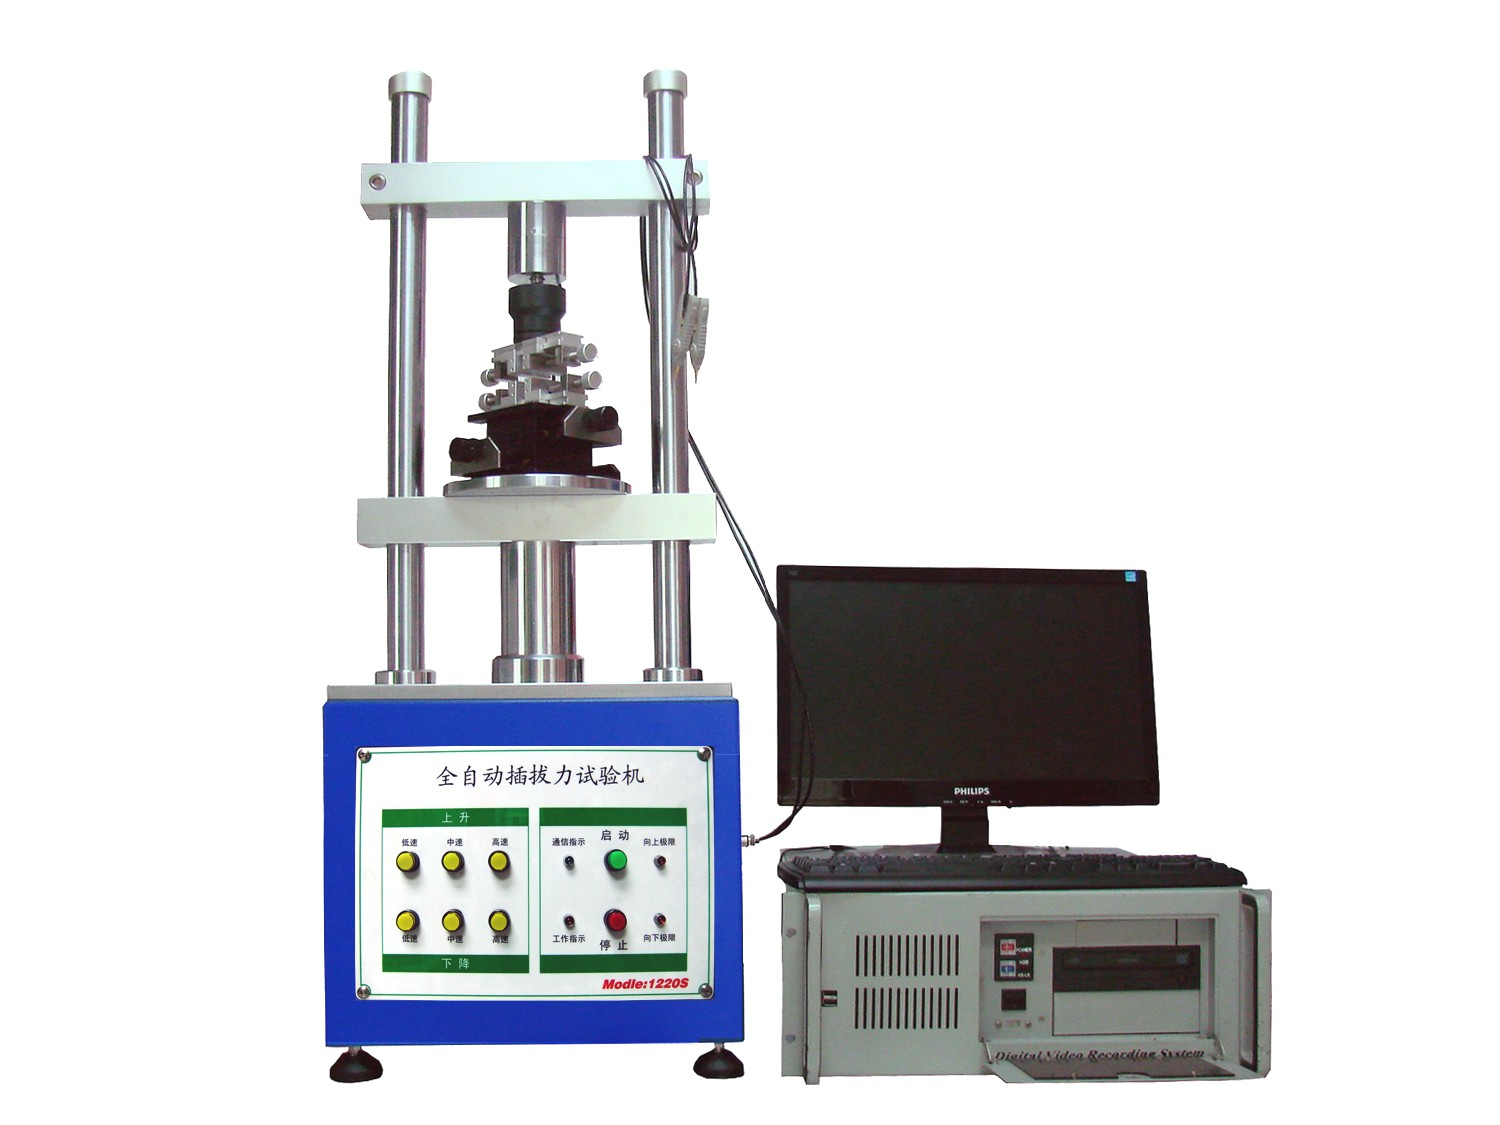 全自动插拔力试验机
上升
低速 中速 高速
低速 中速 高速
下降
通信指示 启动 向上极限
工作指示 停止 向下极限
Modle:1220S
PHILIPS
POWER
HDD
Digital Video Recording System